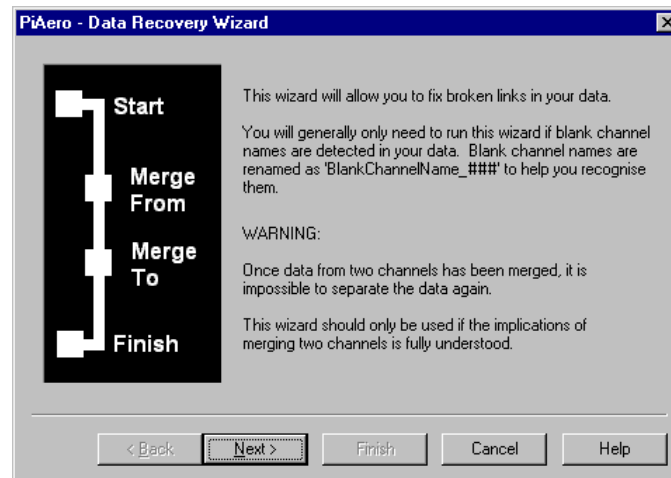 PiAero - Data Recovery Wizard
Start
Merge
From
Merge
To
Finish
This wizard will allow you to fix broken links in your data.
You will generally only need to run this wizard if blank channel
names are detected in your data.  Blank channel names are
renamed as 'BlankChannelName_###' to help you recognise
them.
WARNING:
Once data from two channels has been merged, it is
impossible to separate the data again.
This wizard should only be used if the implications of
merging two channels is fully understood.
< Back
Next >
Finish
Cancel
Help